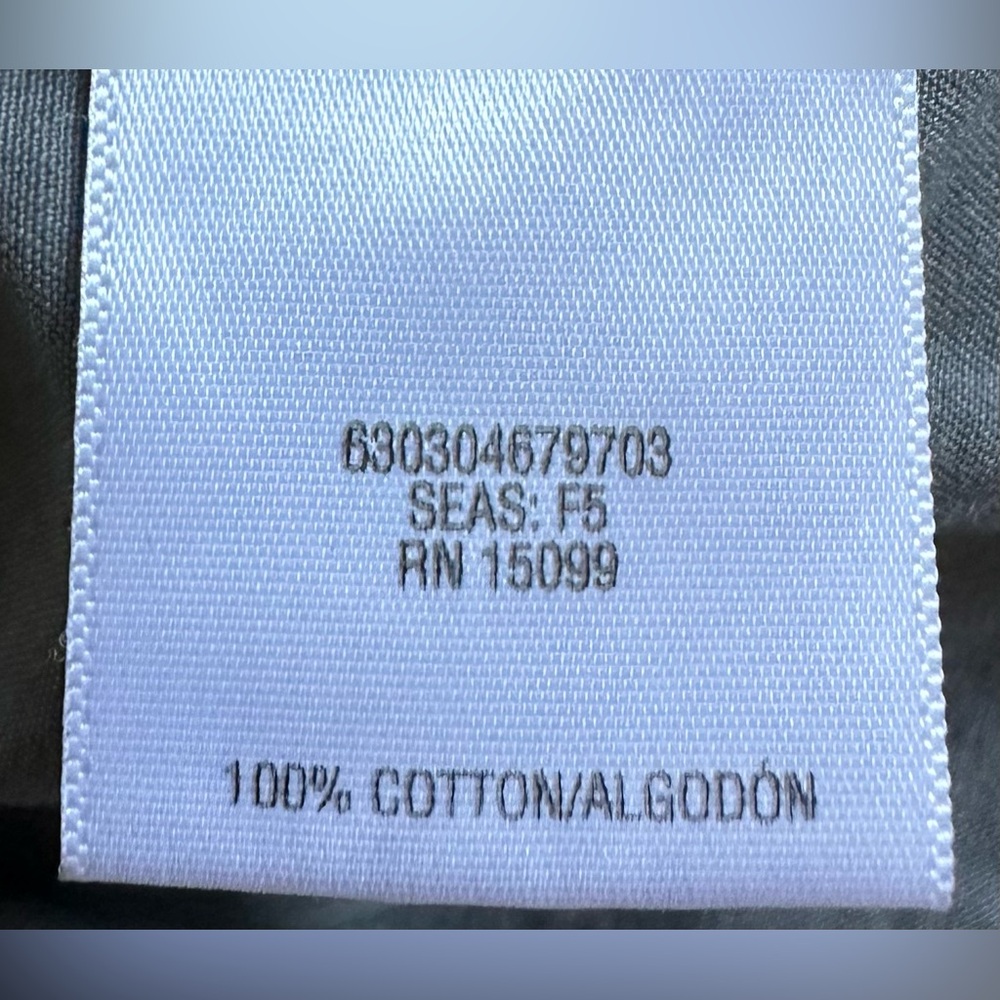 630304679703
SEAS: F5
RN 15099
100% COTTON/ALGODÓN